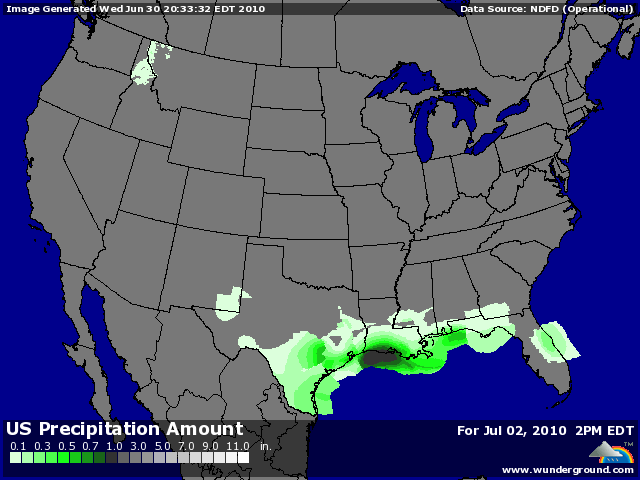 Image Generated Wed Jun 30 20:33:32 EDT 2010 Data Source: NDFD (Operational)
US Precipitation Amount
For Jul 02, 2010 2PM EDT
0.1 0.3 0.5 0.7 1.0 3.0 5.0 7.0 9.0 11.0 in.
TM
www.wunderground.com